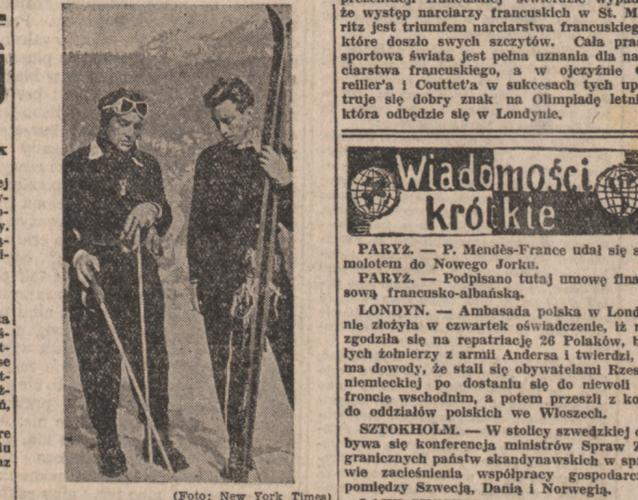 że występ narciarzy francuskich w St. M
ritz jest triumfem narciarstwa francuskieg
które doszło swych szczytów. Cała pra
sportowa świata jest pełna uznania dla na
ciarstwa francuskiego, a w ojczyźnie
reiller'a i Couttet'a w sukcesach tych up
truje się dobry znak na Olimpiadę letn
która odbędzie się w Londynie.
Wiadomości
krótkie
PARYŻ. — P. Mendès-France udał się s
molotem do Nowego Jorku.
PARYŻ. — Podpisano tutaj umowę fina
sową francusko-albańską.
LONDYN. — Ambasada polska w Lond
nie złożyła w czwartek oświadczenie, iż n
zgodziła się na repatriację 26 Polaków, b
łych żołnierzy z armii Andersa i twierdzi,
ma dowody, że stali się obywatelami Rzes
niemieckiej po dostaniu się do niewoli
froncie wschodnim, a potem przeszli z ko
do oddziałów polskich we Włoszech.
SZTOKHOLM. — W stolicy szwedzkiej
bywa się konferencja ministrów Spraw Z
granicznych państw skandynawskich w spr
wie zacieśnienia współpracy gospodarc
pomiędzy Szwecją, Danią i Norwegią.
(Foto: New York Times)